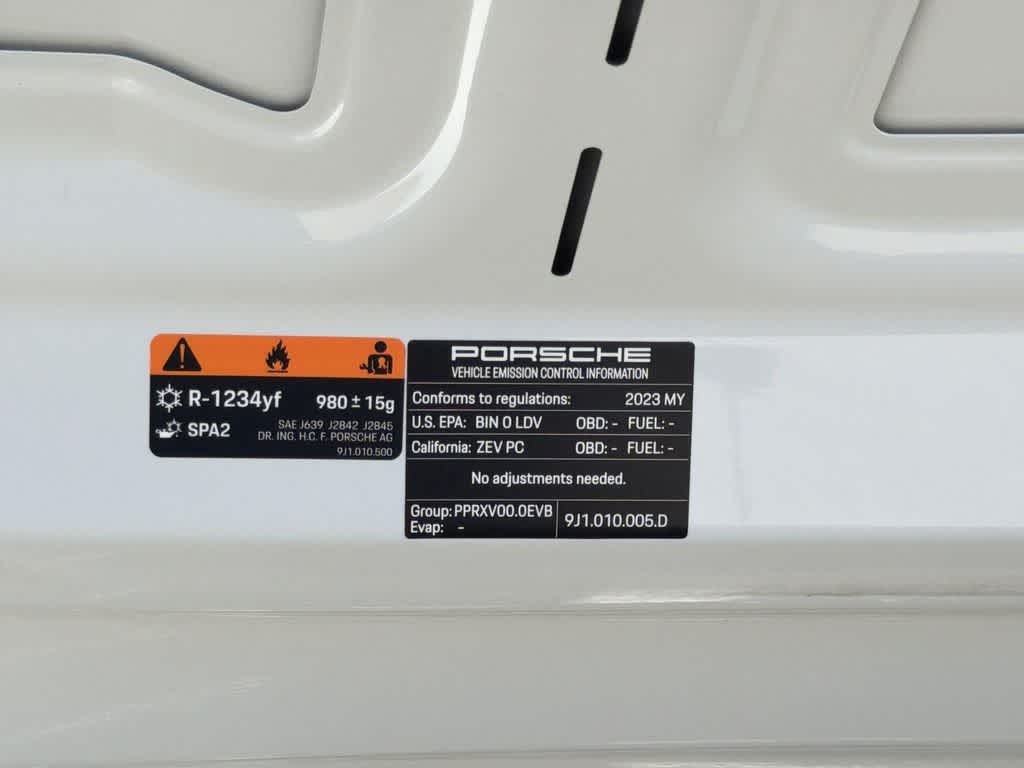 R-1234yf 980 ± 15g
SPA2 SAE J639 J2842 J2845
DR. ING. H.C. F. PORSCHE AG
9J1.010.500
PORSCHE
VEHICLE EMISSION CONTROL INFORMATION
Conforms to regulations: 2023 MY
U.S. EPA: BIN 0 LDV OBD: - FUEL: -
California: ZEV PC OBD: - FUEL: -
No adjustments needed.
Group: PPRXV00.0EVB
Evap: -
9J1.010.005.D